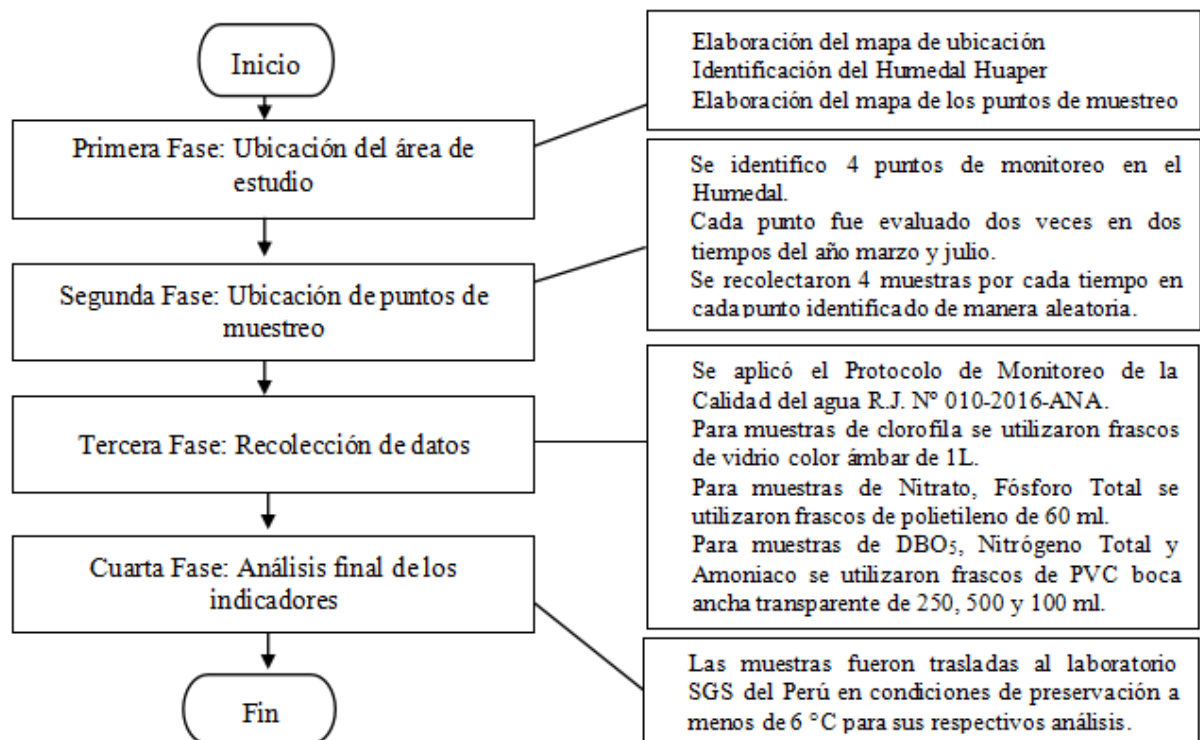 Inicio
Primera Fase: Ubicación del área de
estudio
Elaboración del mapa de ubicación
Identificación del Humedal Huaper
Elaboración del mapa de los puntos de muestreo
Segunda Fase: Ubicación de puntos de
muestreo
Se identifico 4 puntos de monitoreo en el
Humedal.
Cada punto fue evaluado dos veces en dos
tiempos del año marzo y julio.
Se recolectaron 4 muestras por cada tiempo en
cada punto identificado de manera aleatoria.
Tercera Fase: Recolección de datos
Se aplicó el Protocolo de Monitoreo de la
Calidad del agua R.J. Nº 010-2016-ANA.
Para muestras de clorofila se utilizaron frascos
de vidrio color ámbar de 1L.
Para muestras de Nitrato, Fósforo Total se
utilizaron frascos de polietileno de 60 ml.
Para muestras de DBO₅, Nitrógeno Total y
Amoniaco se utilizaron frascos de PVC boca
ancha transparente de 250, 500 y 100 ml.
Cuarta Fase: Análisis final de los
indicadores
Las muestras fueron trasladas al laboratorio
SGS del Perú en condiciones de preservación a
menos de 6 °C para sus respectivos análisis.
Fin